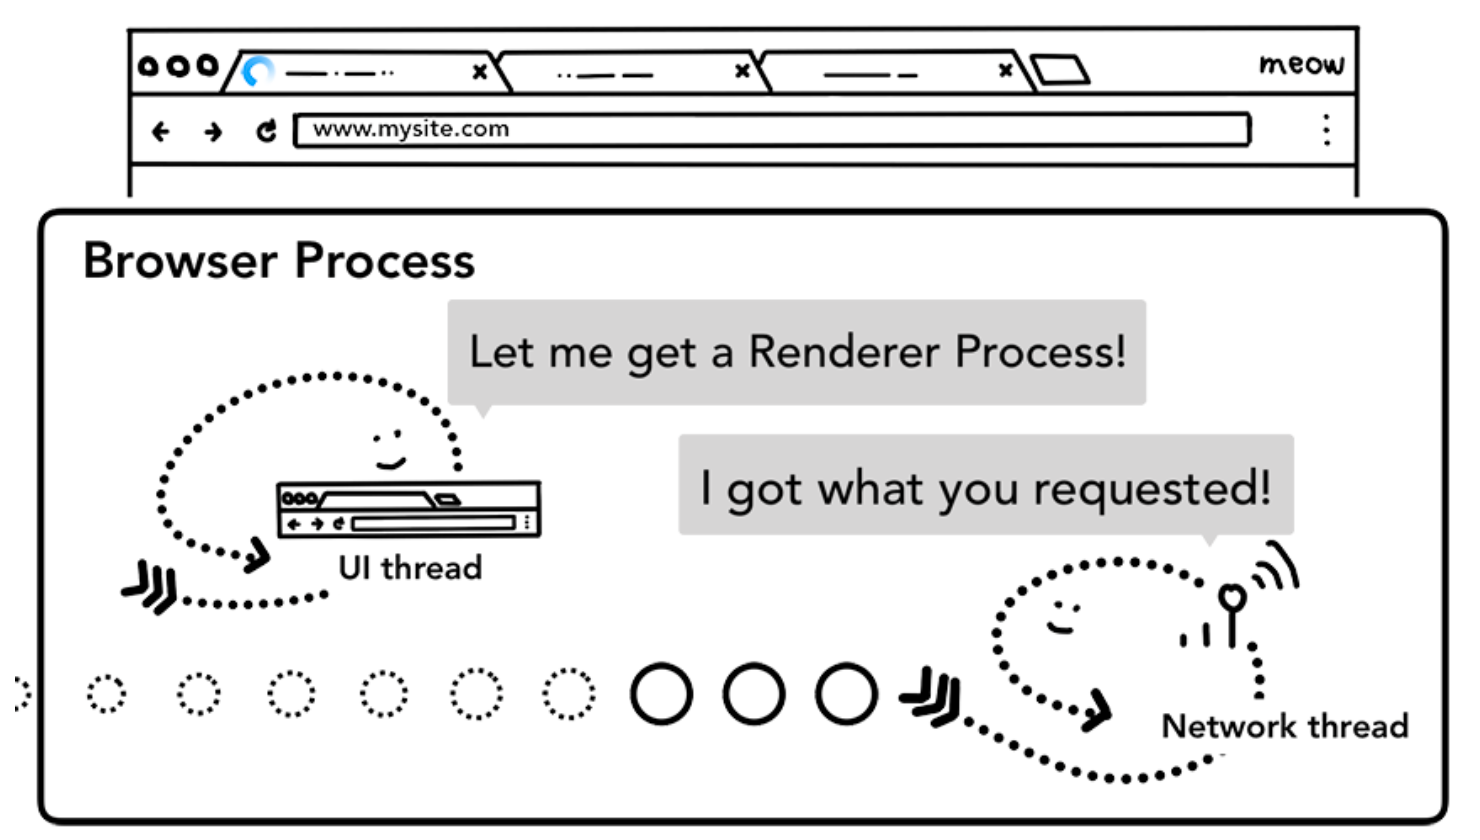 meow
www.mysite.com
Browser Process
Let me get a Renderer Process!
I got what you requested!
UI thread
Network thread